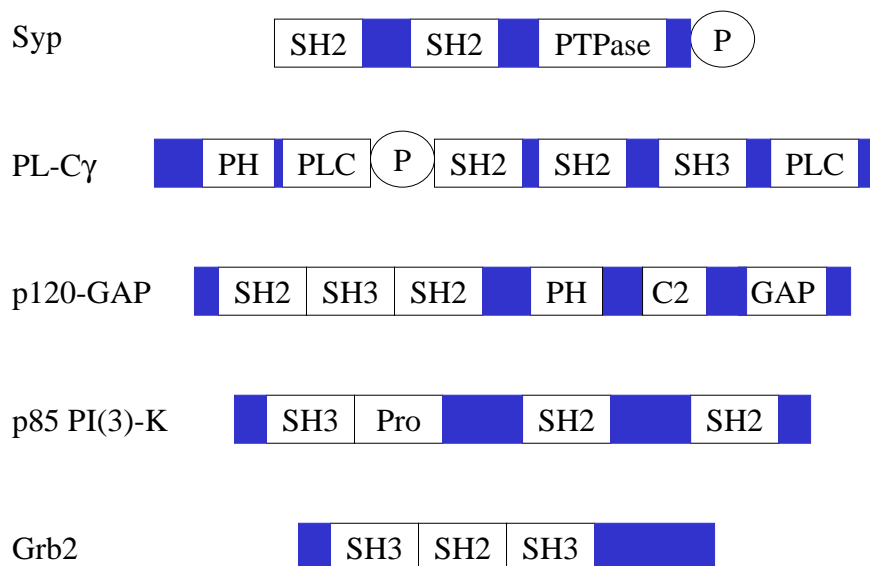 Syp SH2 SH2 PTPase P
PL-Cγ PH PLC P SH2 SH2 SH3 PLC
p120-GAP SH2 SH3 SH2 PH C2 GAP
p85 PI(3)-K SH3 Pro SH2 SH2
Grb2 SH3 SH2 SH3